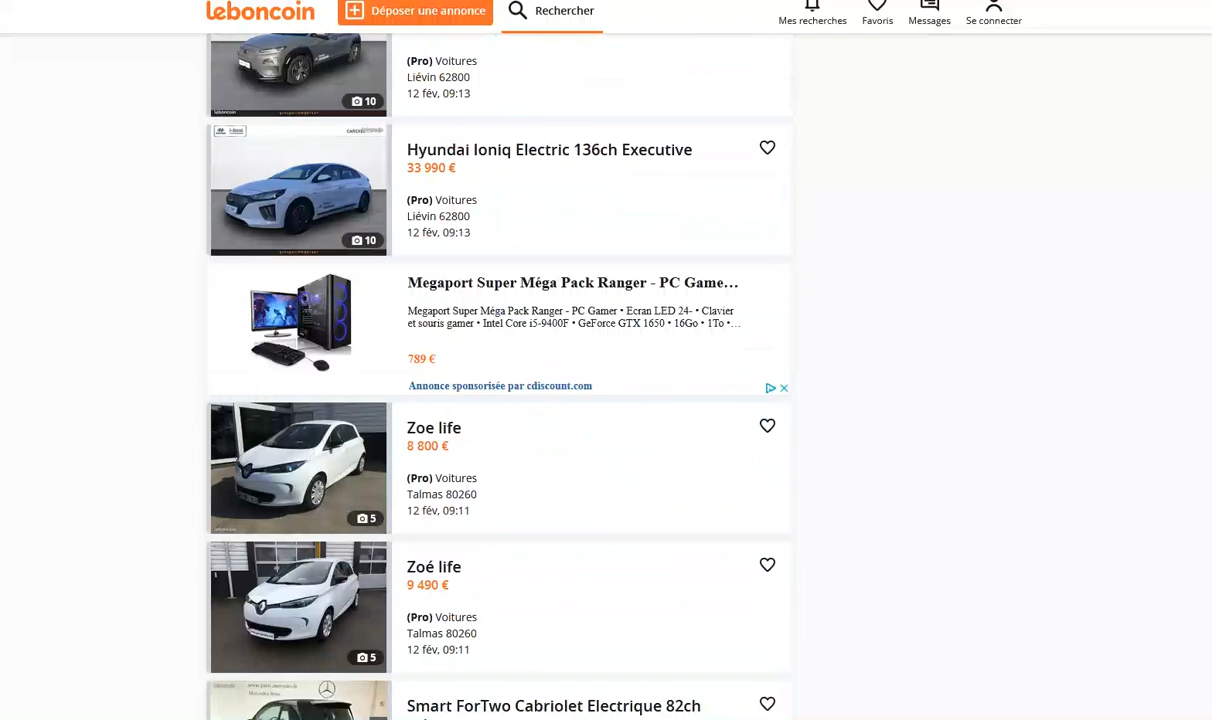 leboncoin
Déposer une annonce
Rechercher
Mes recherches
Favoris
Messages
Se connecter
(Pro) Voitures
Liévin 62800
12 fév, 09:13
10
leboncoin
Hyundai Ioniq Electric 136ch Executive
33 990 €
(Pro) Voitures
Liévin 62800
12 fév, 09:13
10
Megaport Super Méga Pack Ranger - PC Game…
Megaport Super Méga Pack Ranger - PC Gamer • Ecran LED 24- • Clavier
et souris gamer • Intel Core i5-9400F • GeForce GTX 1650 • 16Go • 1To •…
789 €
Annonce sponsorisée par cdiscount.com
Zoe life
8 800 €
(Pro) Voitures
Talmas 80260
12 fév, 09:11
5
leboncoin
Zoé life
9 490 €
(Pro) Voitures
Talmas 80260
12 fév, 09:11
5
Smart ForTwo Cabriolet Electrique 82ch